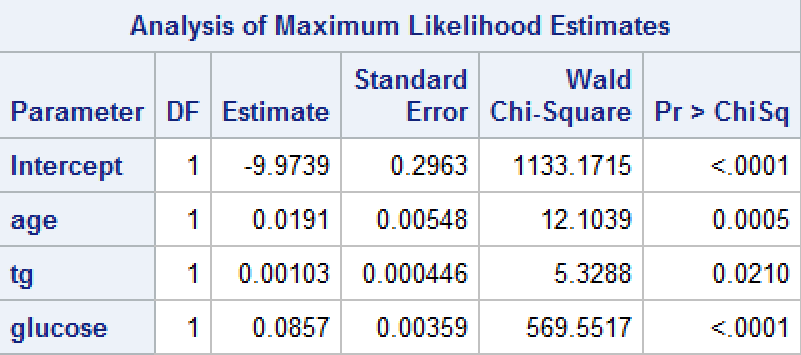 Analysis of Maximum Likelihood Estimates
Parameter DF Estimate Standard Error Wald Chi-Square Pr > ChiSq
Intercept 1 -9.9739 0.2963 1133.1715 <.0001
age 1 0.0191 0.00548 12.1039 0.0005
tg 1 0.00103 0.000446 5.3288 0.0210
glucose 1 0.0857 0.00359 569.5517 <.0001